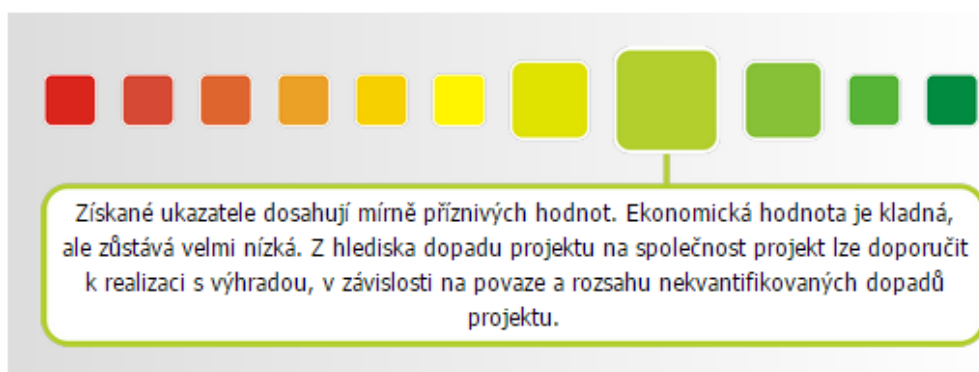 Získané ukazatele dosahují mírně příznivých hodnot. Ekonomická hodnota je kladná,
ale zůstává velmi nízká. Z hlediska dopadu projektu na společnost projekt lze doporučit
k realizaci s výhradou, v závislosti na povaze a rozsahu nekvantifikovaných dopadů
projektu.